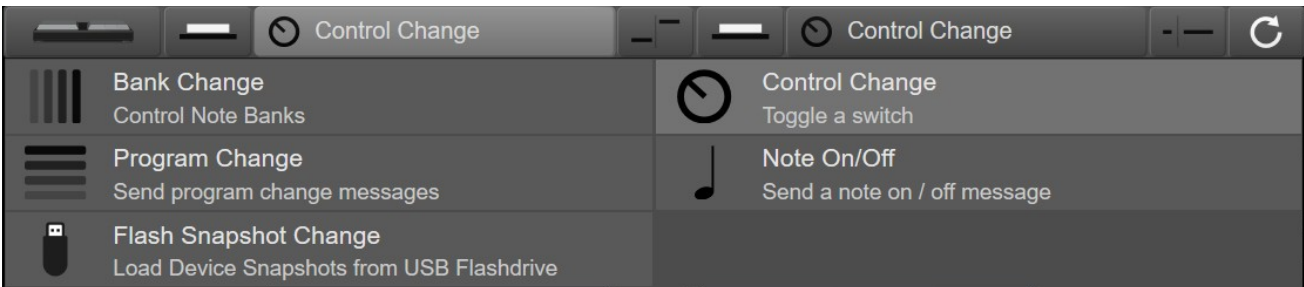 Control Change
Control Change
Bank Change
Control Note Banks
Control Change
Toggle a switch
Program Change
Send program change messages
Note On/Off
Send a note on / off message
Flash Snapshot Change
Load Device Snapshots from USB Flashdrive